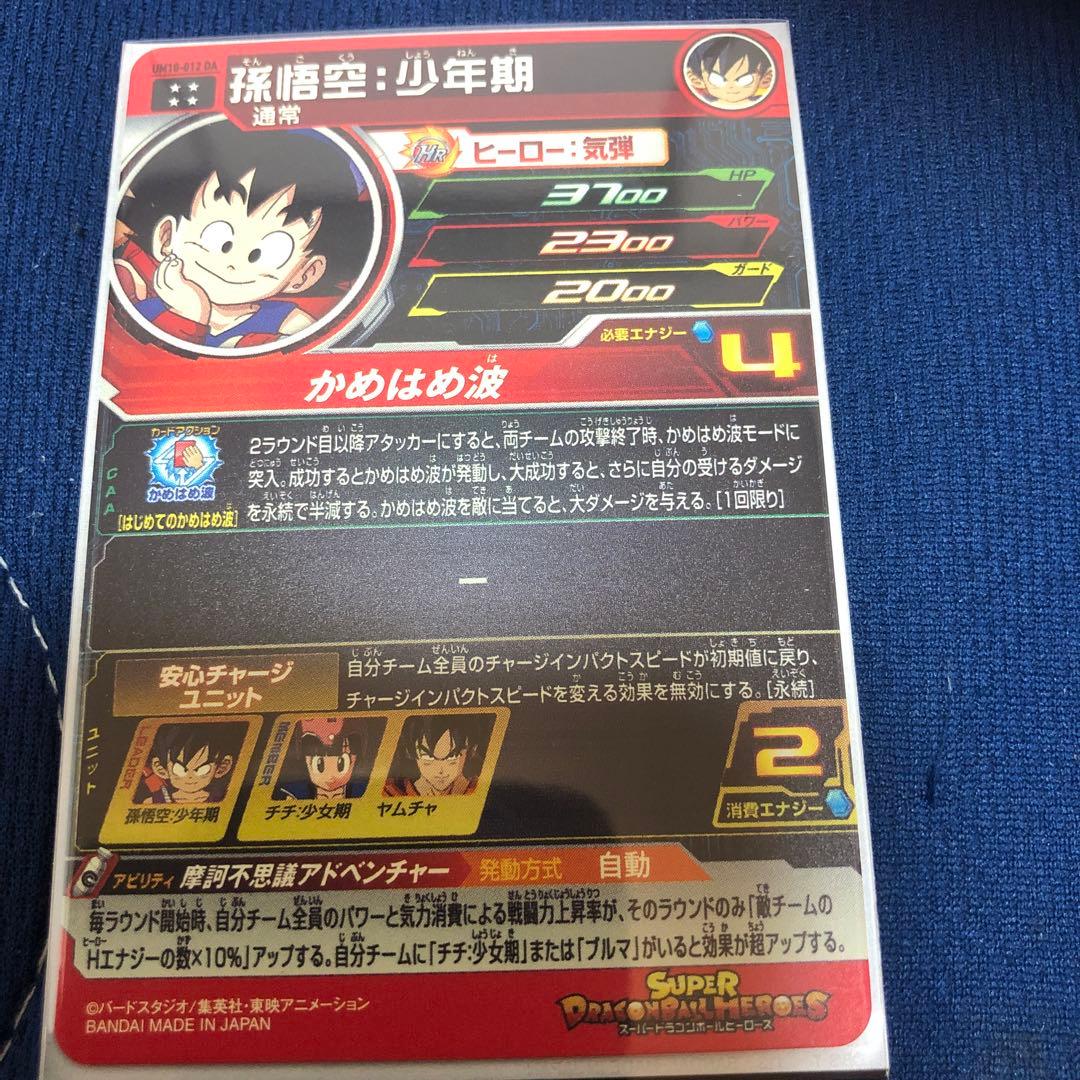 UM10-012 DA
孫悟空:少年期
通常
HR ヒーロー:気弾
HP
3700
パワー
2300
ガード
2000
必要エナジー 4
かめはめ波
カードアクション
かめはめ波
[はじめてのかめはめ波]
CAA
2ラウンド目以降アタッカーにすると、両チームの攻撃終了時、かめはめ波モードに
突入。成功するとかめはめ波が発動し、大成功すると、さらに自分の受けるダメージ
を永続で半減する。かめはめ波を敵に当てると、大ダメージを与える。[1回限り]
ー
ユニット
安心チャージ
ユニット
自分チーム全員のチャージインパクトスピードが初期値に戻り、
チャージインパクトスピードを変える効果を無効にする。[永続]
LEADER
孫悟空:少年期
MEMBER
チチ:少女期
ヤムチャ
2
消費エナジー
アビリティ 摩訶不思議アドベンチャー 発動方式 自動
毎ラウンド開始時、自分チーム全員のパワーと気力消費による戦闘力上昇率が、そのラウンドのみ「敵チームの
Hエナジーの数×10%」アップする。自分チームに「チチ:少女期」または「ブルマ」がいると効果が超アップする。
©バードスタジオ/集英社・東映アニメーション
BANDAI MADE IN JAPAN
SUPER
DRAGONBALL HEROES
スーパードラゴンボールヒーローズ